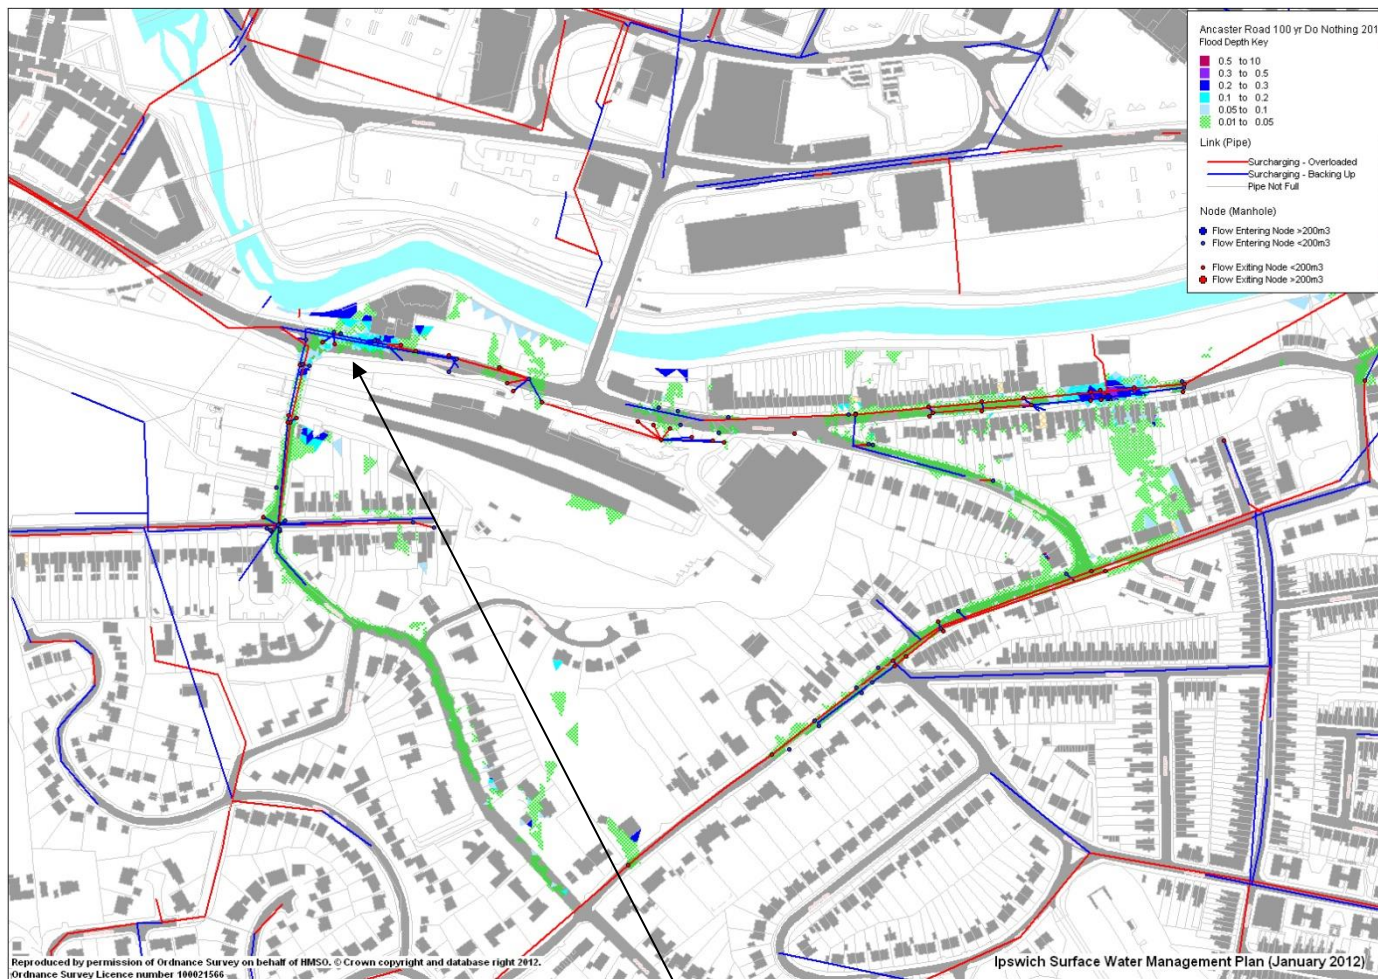 Ancaster Road 100 yr Do Nothing 201
Flood Depth Key
0.5 to 10
0.3 to 0.5
0.2 to 0.3
0.1 to 0.2
0.05 to 0.1
0.01 to 0.05
Link (Pipe)
Surcharging - Overloaded
Surcharging - Backing Up
Pipe Not Full
Node (Manhole)
Flow Entering Node >200m3
Flow Entering Node <200m3
Flow Exiting Node <200m3
Flow Exiting Node >200m3
Reproduced by permission of Ordnance Survey on behalf of HMSO. © Crown copyright and database right 2012.
Ordnance Survey Licence number 100021566
Ipswich Surface Water Management Plan (January 2012)